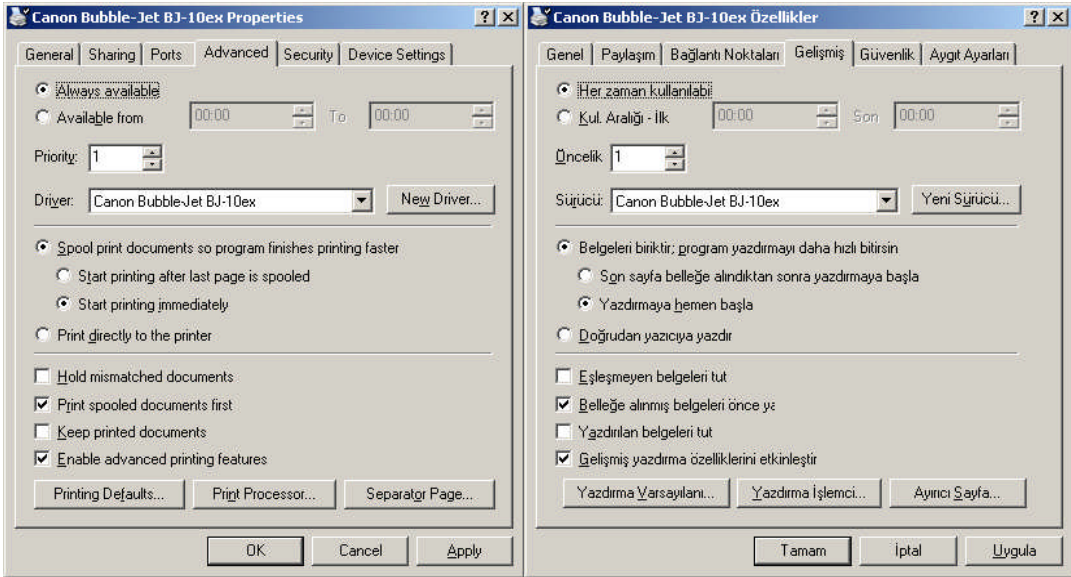 Canon Bubble-Jet BJ-10ex Properties
General Sharing Ports Advanced Security Device Settings
Always available
Available from 00:00 To 00:00
Priority: 1
Driver: Canon Bubble-Jet BJ-10ex New Driver...
Spool print documents so program finishes printing faster
Start printing after last page is spooled
Start printing immediately
Print directly to the printer
Hold mismatched documents
Print spooled documents first
Keep printed documents
Enable advanced printing features
Printing Defaults... Print Processor... Separator Page...
OK Cancel Apply
Canon Bubble-Jet BJ-10ex Özellikler
Genel Paylaşım Bağlantı Noktaları Gelişmiş Güvenlik Aygıt Ayarları
Her zaman kullanılabi
Kul. Aralığı - İlk 00:00 Son 00:00
Öncelik 1
Sürücü: Canon Bubble-Jet BJ-10ex Yeni Sürücü...
Belgeleri biriktir; program yazdırmayı daha hızlı bitirsin
Son sayfa belleğe alındıktan sonra yazdırmaya başla
Yazdırmaya hemen başla
Doğrudan yazıcıya yazdır
Eşleşmeyen belgeleri tut
Belleğe alınmış belgeleri önce ya
Yazdırılan belgeleri tut
Gelişmiş yazdırma özelliklerini etkinleştir
Yazdırma Varsayılanı... Yazdırma İşlemci... Ayırıcı Sayfa...
Tamam İptal Uygula